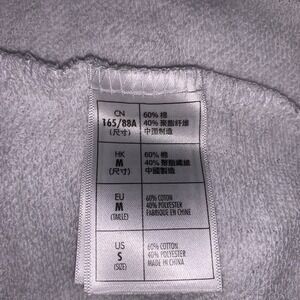 CN
165/88A
(尺寸)
60% 棉
40% 聚酯纤维
中国制造
HK
M
(尺寸)
60% 棉
40% 聚酯纖維
中國製造
EU
M
(TAILLE)
60% COTON
40% POLYESTER
FABRIQUE EN CHINE
US
S
(SIZE)
60% COTTON
40% POLYESTER
MADE IN CHINA